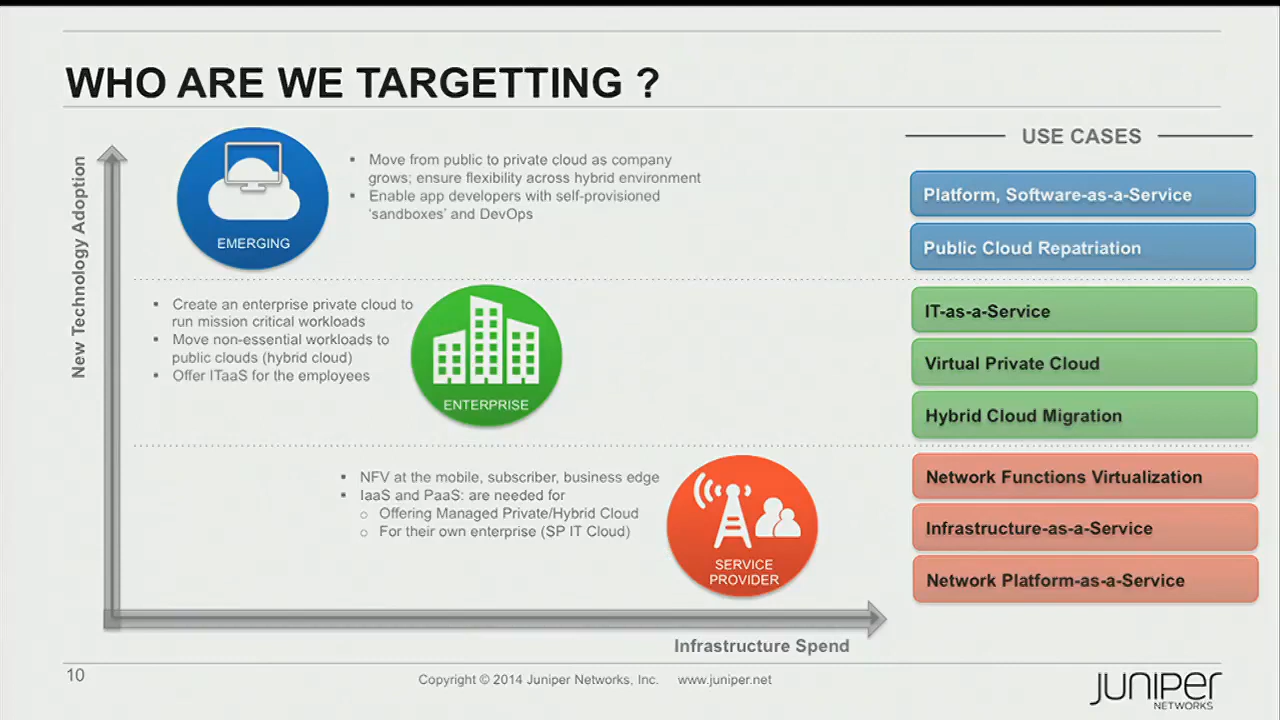 WHO ARE WE TARGETTING ?
New Technology Adoption
EMERGING
▪ Move from public to private cloud as company
grows; ensure flexibility across hybrid environment
▪ Enable app developers with self-provisioned
‘sandboxes’ and DevOps
▪ Create an enterprise private cloud to
run mission critical workloads
▪ Move non-essential workloads to
public clouds (hybrid cloud)
▪ Offer ITaaS for the employees
ENTERPRISE
▪ NFV at the mobile, subscriber, business edge
▪ IaaS and PaaS: are needed for
o Offering Managed Private/Hybrid Cloud
o For their own enterprise (SP IT Cloud)
SERVICE
PROVIDER
Infrastructure Spend
USE CASES
Platform, Software-as-a-Service
Public Cloud Repatriation
IT-as-a-Service
Virtual Private Cloud
Hybrid Cloud Migration
Network Functions Virtualization
Infrastructure-as-a-Service
Network Platform-as-a-Service
10
Copyright © 2014 Juniper Networks, Inc. www.juniper.net
JUNIPER
NETWORKS